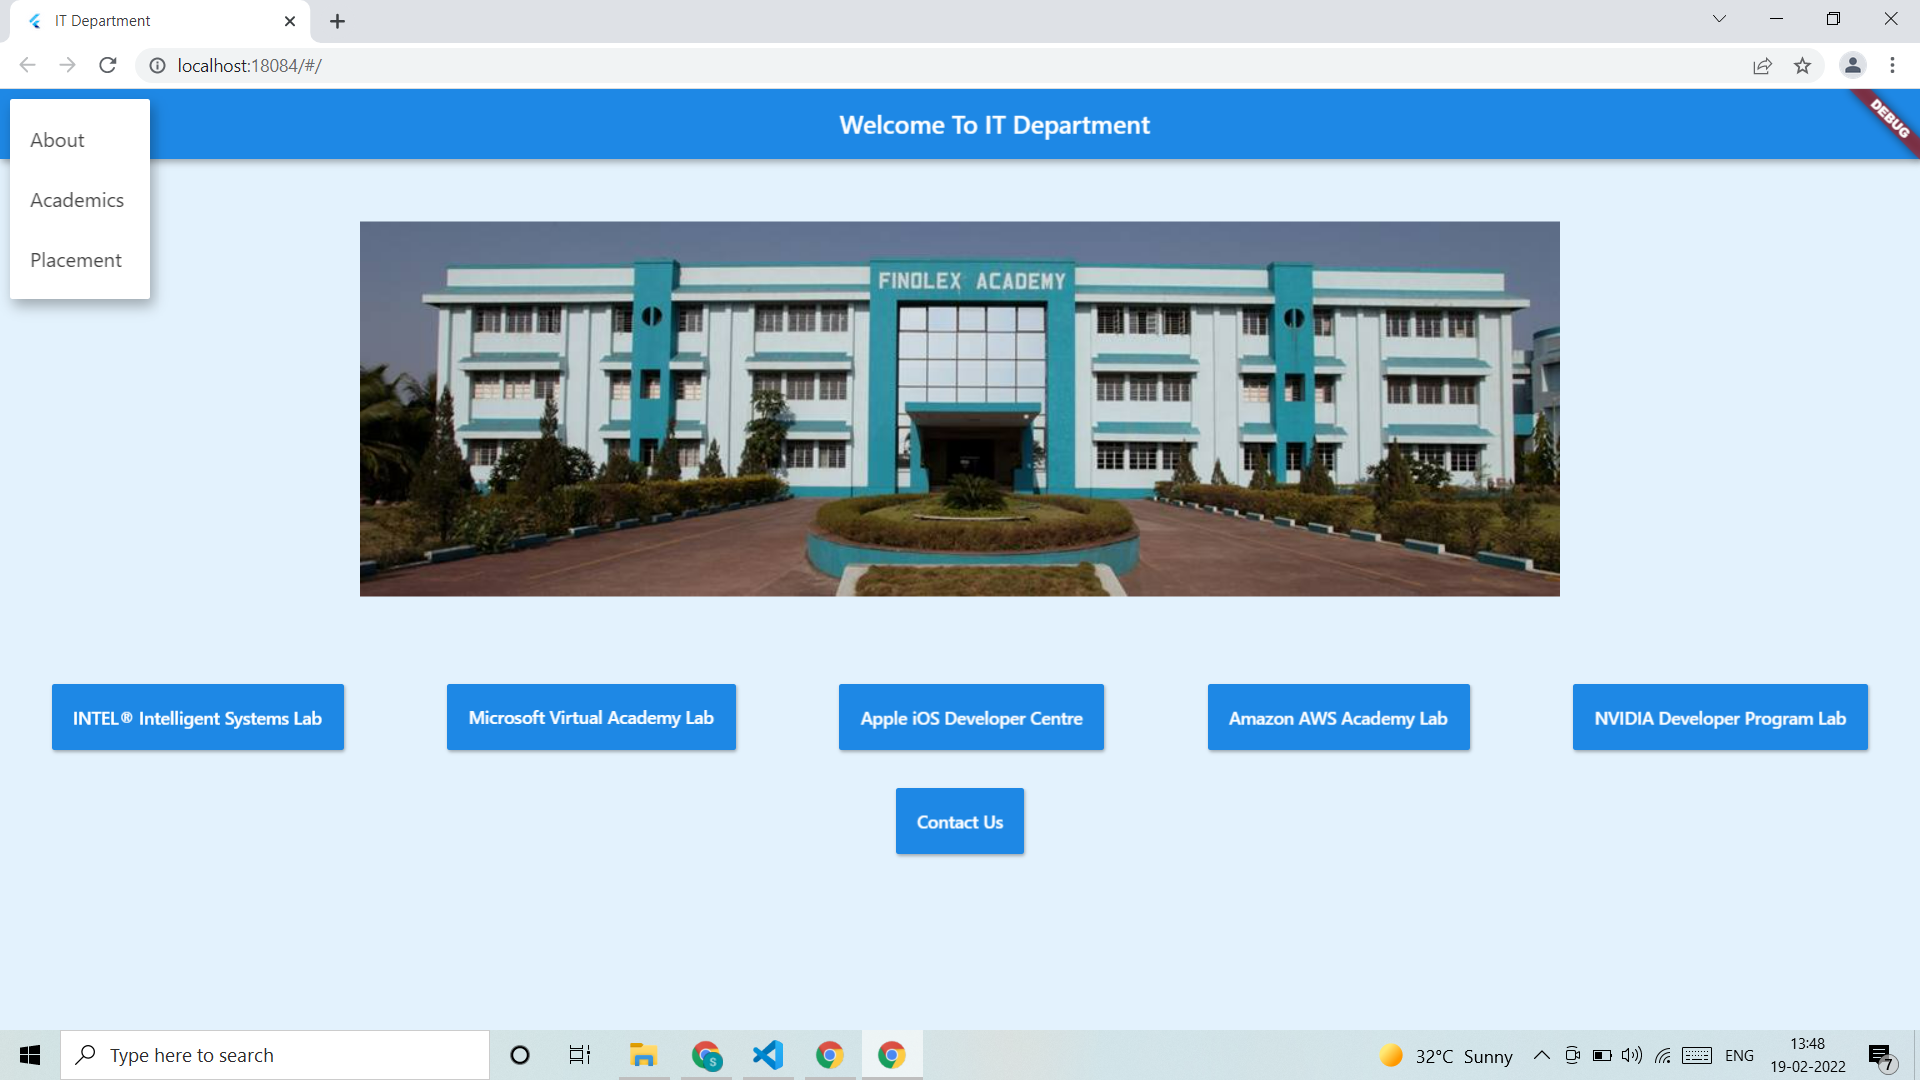 IT Department
localhost:18084/#/
Welcome To IT Department
DEBUG
About
Academics
Placement
FINOLEX ACADEMY
INTEL® Intelligent Systems Lab
Microsoft Virtual Academy Lab
Apple iOS Developer Centre
Amazon AWS Academy Lab
NVIDIA Developer Program Lab
Contact Us
Type here to search
S
32°C Sunny
ENG
13:48
19-02-2022
7